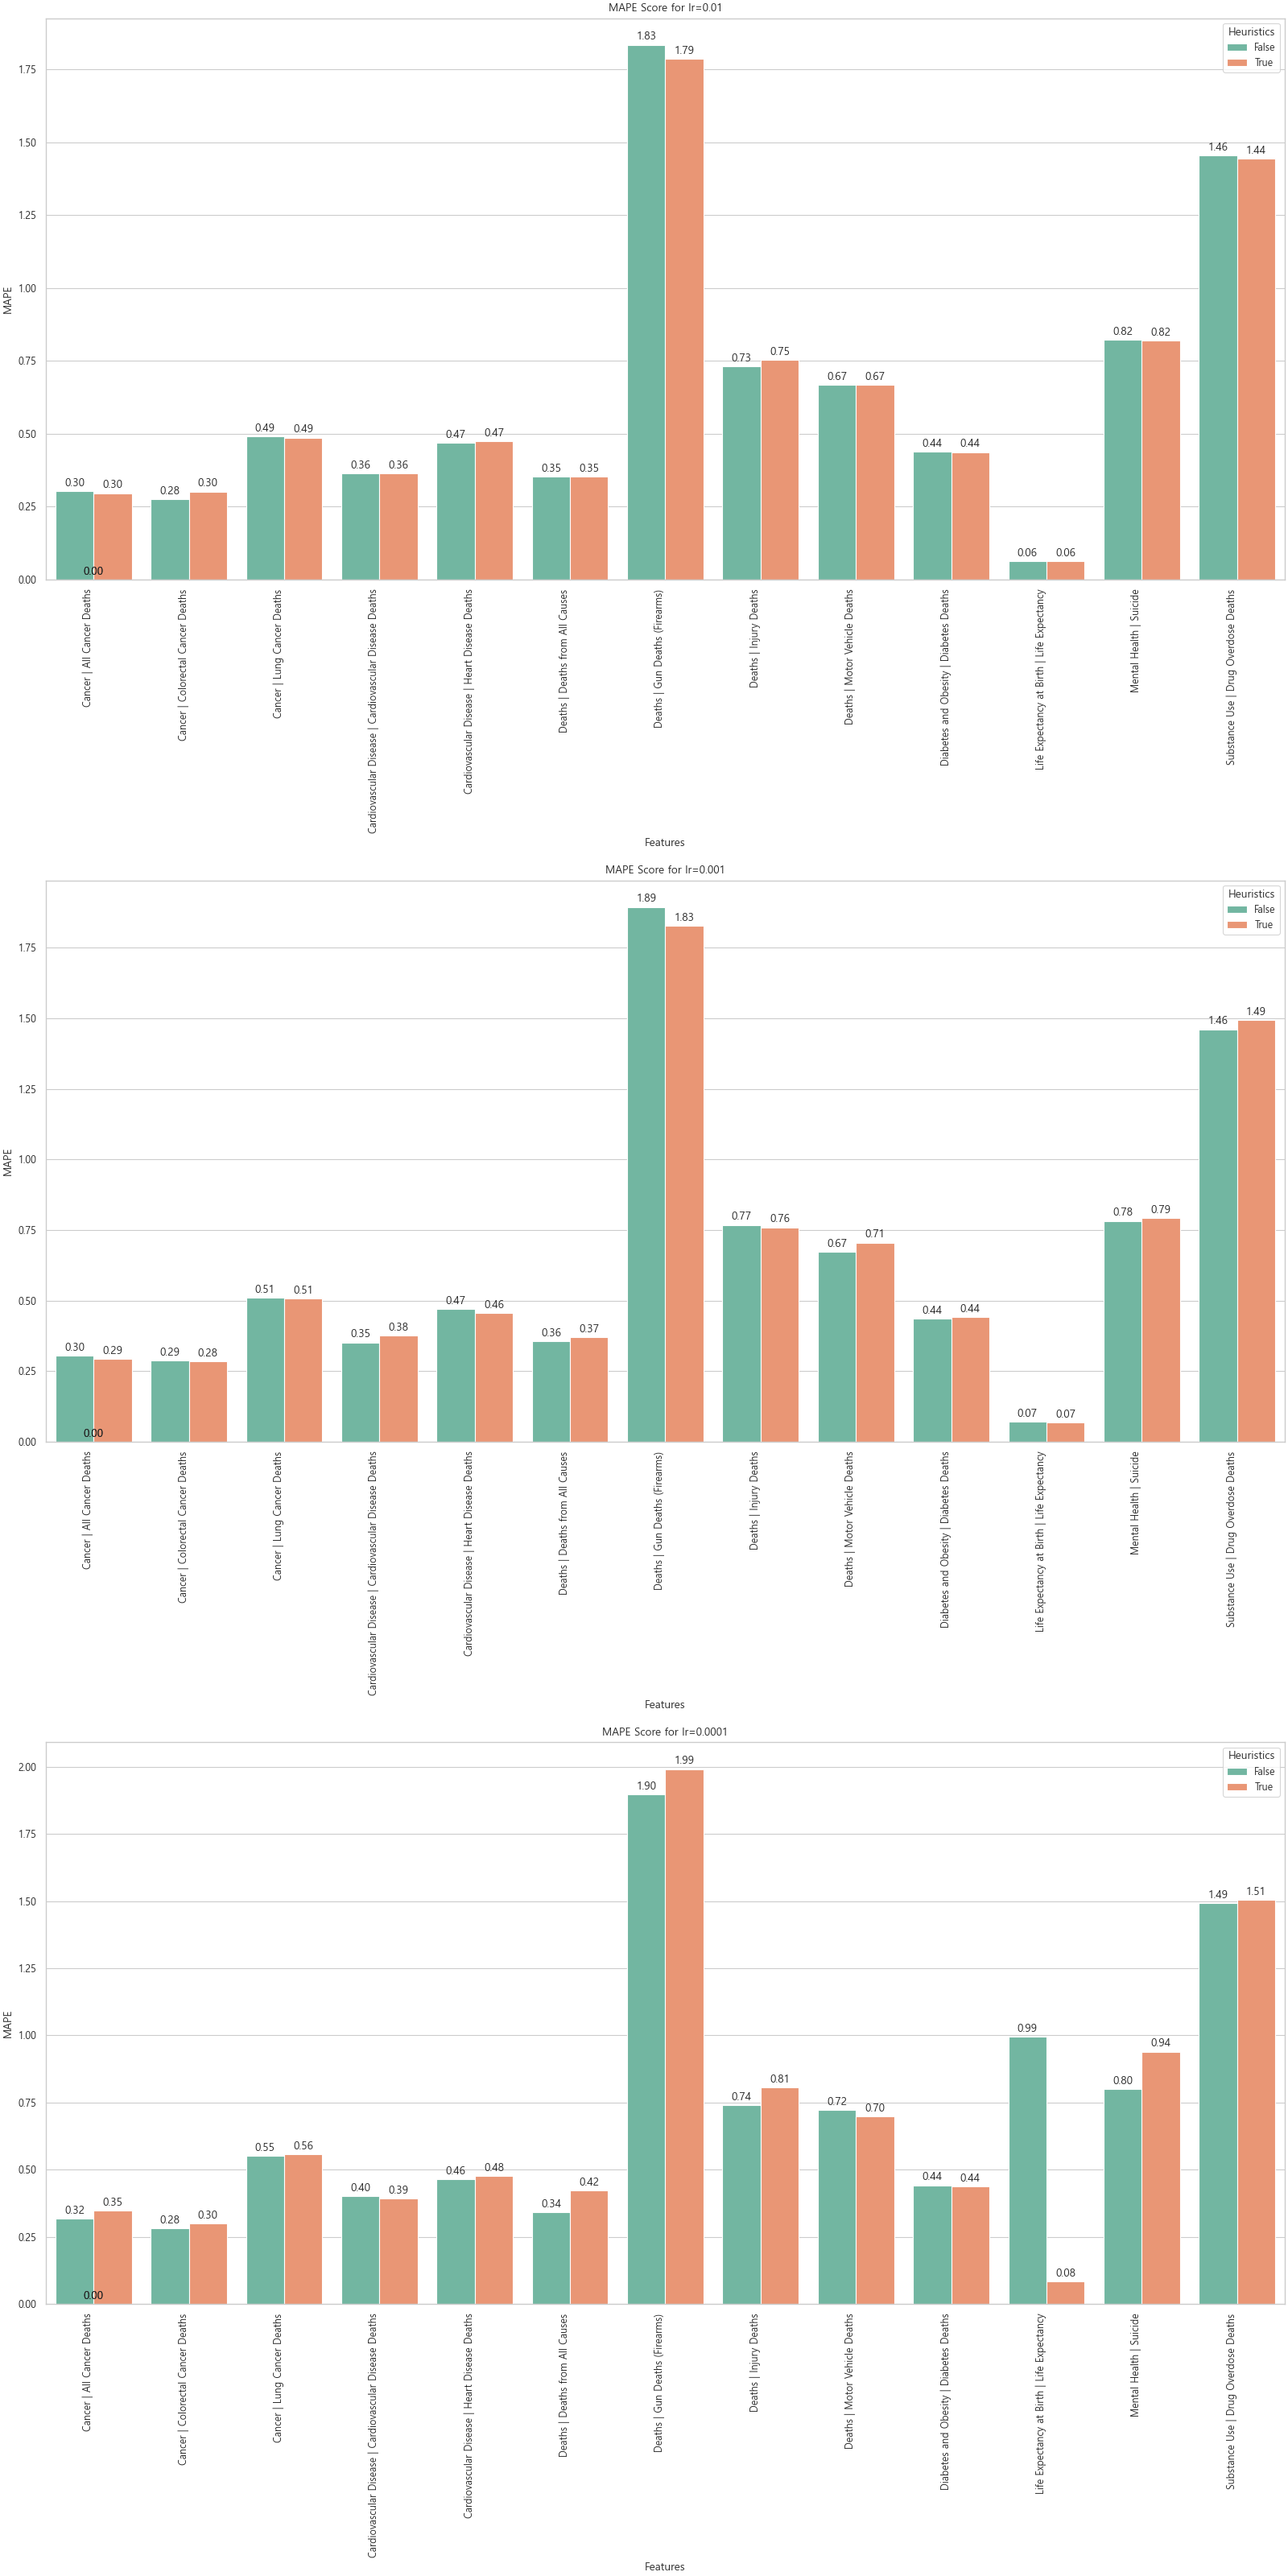 MAPE Score for lr=0.01
Heuristics
False
True
MAPE
1.75
1.50
1.25
1.00
0.75
0.50
0.25
0.00
0.30 0.30 0.28 0.30 0.49 0.49 0.36 0.36 0.47 0.47 0.35 0.35 1.83 1.79 0.73 0.75 0.67 0.67 0.44 0.44 0.06 0.06 0.82 0.82 1.46 1.44
0.00
Cancer | All Cancer Deaths
Cancer | Colorectal Cancer Deaths
Cancer | Lung Cancer Deaths
Cardiovascular Disease | Cardiovascular Disease Deaths
Cardiovascular Disease | Heart Disease Deaths
Deaths | Deaths from All Causes
Deaths | Gun Deaths (Firearms)
Deaths | Injury Deaths
Deaths | Motor Vehicle Deaths
Diabetes and Obesity | Diabetes Deaths
Life Expectancy at Birth | Life Expectancy
Mental Health | Suicide
Substance Use | Drug Overdose Deaths
Features
MAPE Score for lr=0.001
Heuristics
False
True
MAPE
1.75
1.50
1.25
1.00
0.75
0.50
0.25
0.00
0.30 0.29 0.29 0.28 0.51 0.51 0.35 0.38 0.47 0.46 0.36 0.37 1.89 1.83 0.77 0.76 0.67 0.71 0.44 0.44 0.07 0.07 0.78 0.79 1.46 1.49
0.00
Cancer | All Cancer Deaths
Cancer | Colorectal Cancer Deaths
Cancer | Lung Cancer Deaths
Cardiovascular Disease | Cardiovascular Disease Deaths
Cardiovascular Disease | Heart Disease Deaths
Deaths | Deaths from All Causes
Deaths | Gun Deaths (Firearms)
Deaths | Injury Deaths
Deaths | Motor Vehicle Deaths
Diabetes and Obesity | Diabetes Deaths
Life Expectancy at Birth | Life Expectancy
Mental Health | Suicide
Substance Use | Drug Overdose Deaths
Features
MAPE Score for lr=0.0001
Heuristics
False
True
MAPE
2.00
1.75
1.50
1.25
1.00
0.75
0.50
0.25
0.00
0.32 0.35 0.28 0.30 0.55 0.56 0.40 0.39 0.46 0.48 0.34 0.42 1.90 1.99 0.74 0.81 0.72 0.70 0.44 0.44 0.99 0.08 0.80 0.94 1.49 1.51
0.00
Cancer | All Cancer Deaths
Cancer | Colorectal Cancer Deaths
Cancer | Lung Cancer Deaths
Cardiovascular Disease | Cardiovascular Disease Deaths
Cardiovascular Disease | Heart Disease Deaths
Deaths | Deaths from All Causes
Deaths | Gun Deaths (Firearms)
Deaths | Injury Deaths
Deaths | Motor Vehicle Deaths
Diabetes and Obesity | Diabetes Deaths
Life Expectancy at Birth | Life Expectancy
Mental Health | Suicide
Substance Use | Drug Overdose Deaths
Features